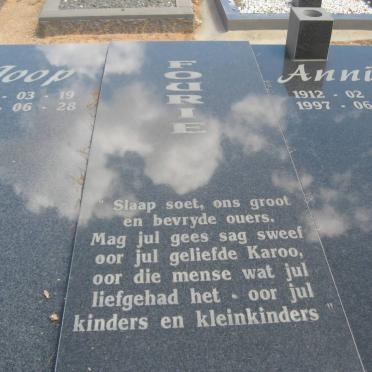 Joop
03 - 19
06 - 28
FOURIE
Anni
1912 - 02
1997 - 06
" Slaap soet, ons groot
en bevryde ouers.
Mag jul gees sag sweef
oor jul geliefde Karoo,
oor die mense wat jul
liefgehad het - oor jul
kinders en kleinkinders "